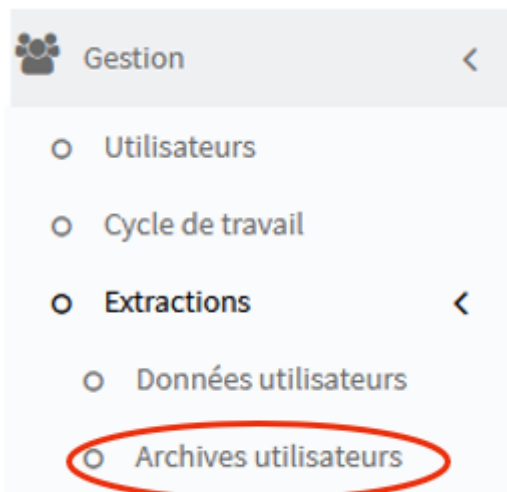 Gestion
Utilisateurs
Cycle de travail
Extractions
Données utilisateurs
Archives utilisateurs